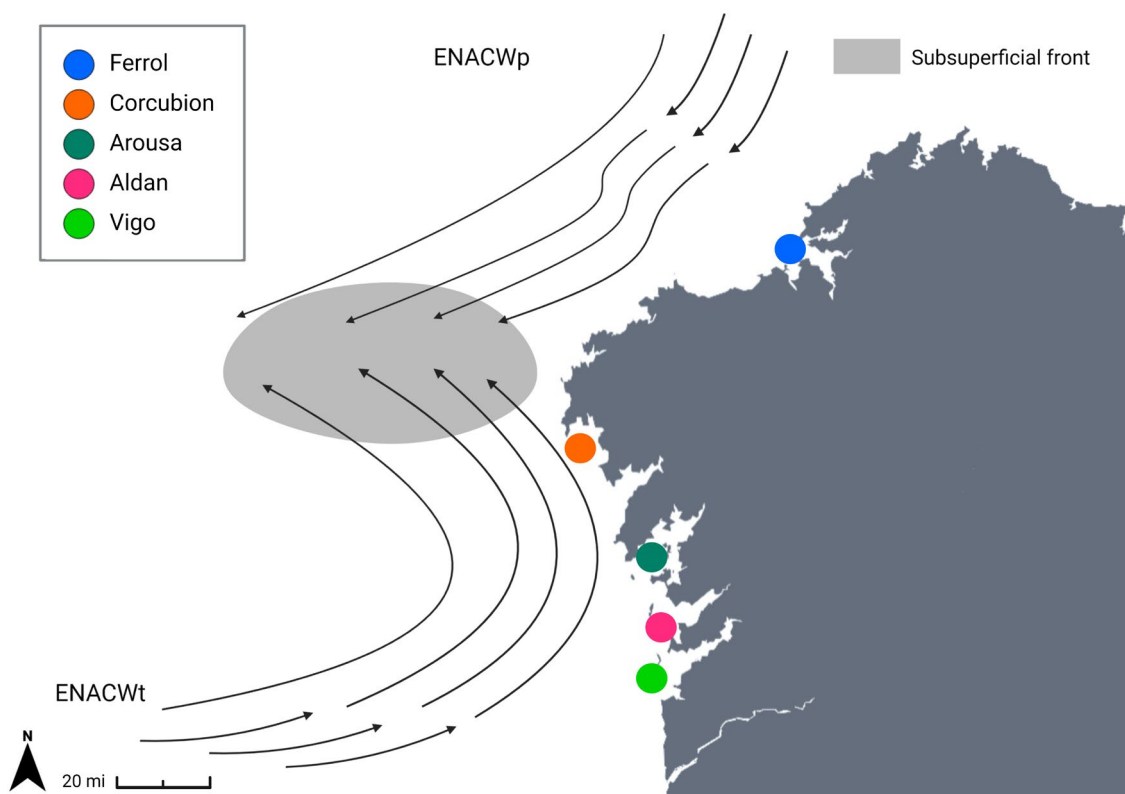 Ferrol
Corcubion
Arousa
Aldan
Vigo
ENACWp
Subsuperficial front
ENACWt
N
20 mi